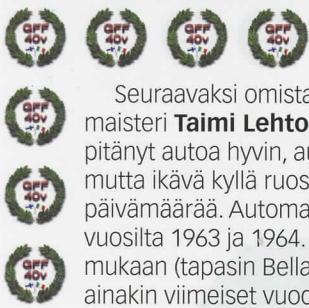 GFF 40v GFF 40v GFF 40v GFF 40v
GFF 40v
GFF 40v
GFF 40v
Seuraavaksi omista
maisteri Taimi Lehto
pitänyt autoa hyvin, au
mutta ikävä kyllä ruos
päivämäärää. Automa
vuosilta 1963 ja 1964.
mukaan (tapasin Bella
ainakin viimeiset vuod